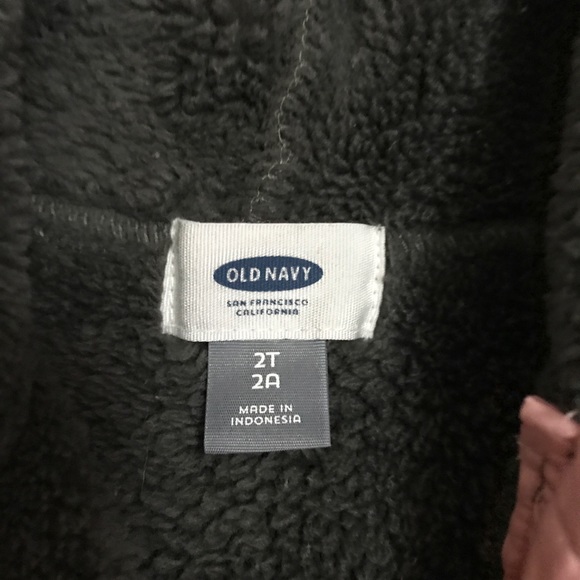 OLD NAVY
SAN FRANCISCO
CALIFORNIA
2T
2A
MADE IN
INDONESIA